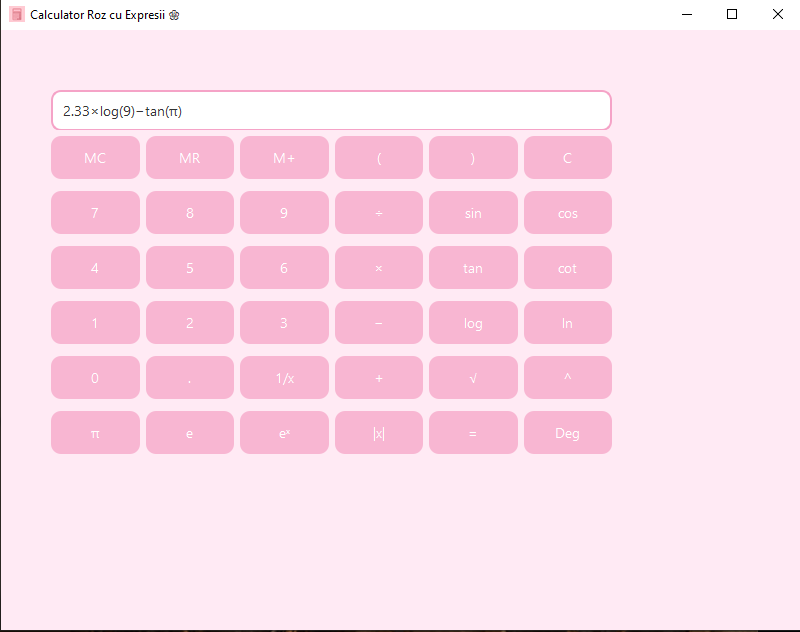 Calculator Roz cu Expresii 🌸
2.33×log(9)−tan(π)
MC MR M+ ( ) C
7 8 9 ÷ sin cos
4 5 6 × tan cot
1 2 3 − log ln
0 . 1/x + √ ^
π e eˣ |x| = Deg